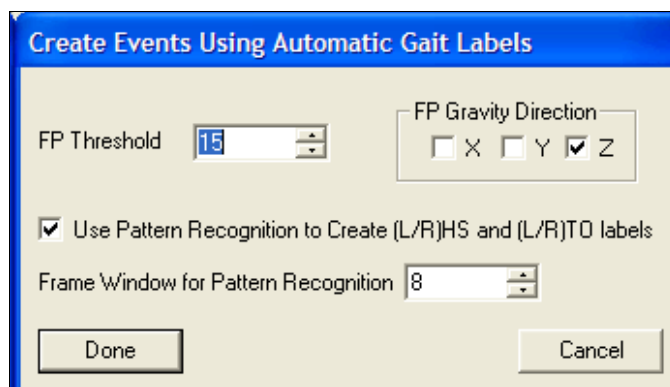 Create Events Using Automatic Gait Labels
FP Gravity Direction
FP Threshold 15 X Y Z
Use Pattern Recognition to Create (L/R)HS and (L/R)TO labels
Frame Window for Pattern Recognition 8
Done Cancel